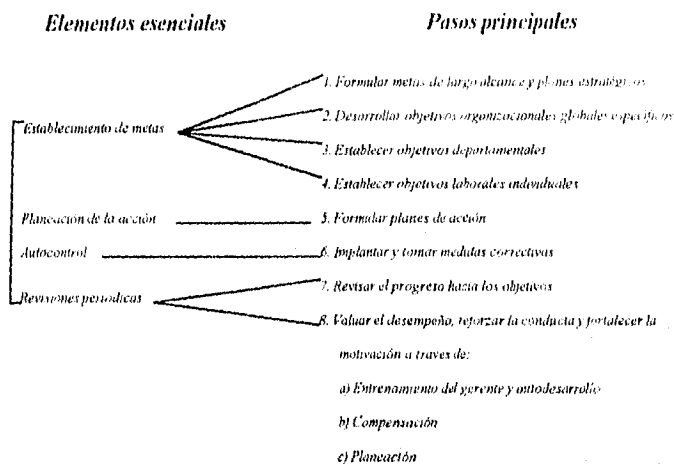 Elementos esenciales
Pasos principales
1. Formular metas de largo alcance y planes estratégicos
2. Desarrollar objetivos organizacionales globales específicos
Establecimiento de metas
3. Establecer objetivos departamentales
4. Establecer objetivos laborales individuales
Planeación de la acción
5. Formular planes de acción
Autocontrol
6. Implantar y tomar medidas correctivas
7. Revisar el progreso hacia los objetivos
Revisiones periodicas
8. Valuar el desempeño, reforzar la conducta y fortalecer la
motivación a traves de:
a) Entrenamiento del gerente y autodesarrollo
b) Compensación
c) Planeación